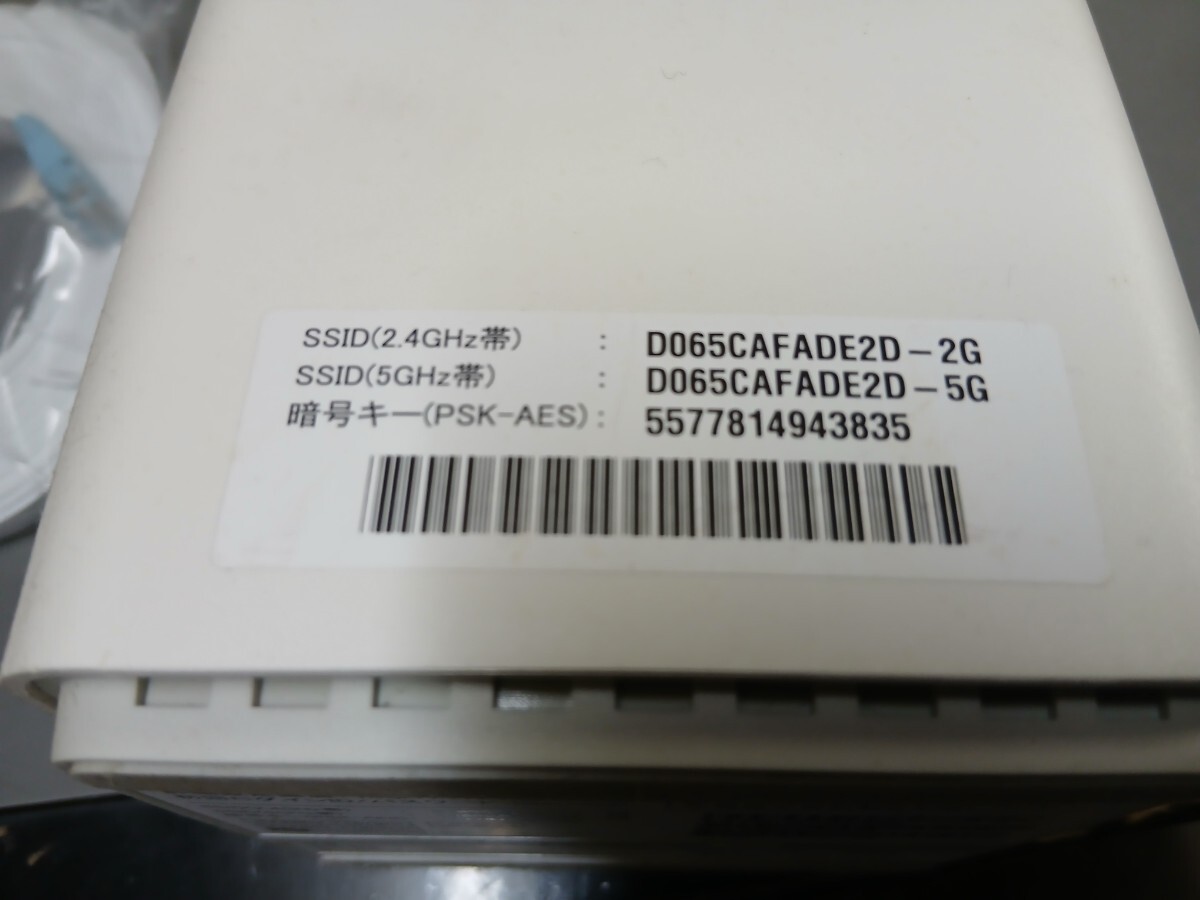 SSID(2.4GHz帯) : D065CAFADE2D-2G
SSID(5GHz帯) : D065CAFADE2D-5G
暗号キー(PSK-AES): 5577814943835